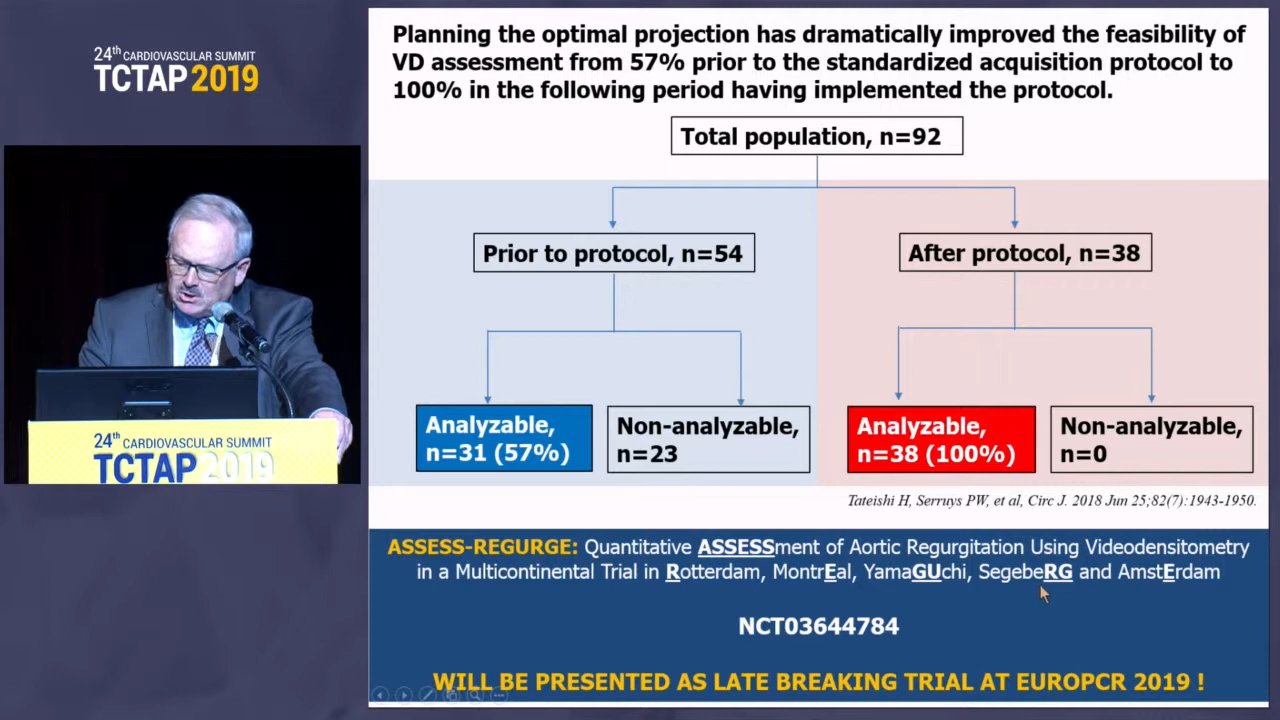 24th CARDIOVASCULAR SUMMIT
TCTAP 2019
Planning the optimal projection has dramatically improved the feasibility of
VD assessment from 57% prior to the standardized acquisition protocol to
100% in the following period having implemented the protocol.
Total population, n=92
Prior to protocol, n=54
After protocol, n=38
Analyzable,
n=31 (57%)
Non-analyzable,
n=23
Analyzable,
n=38 (100%)
Non-analyzable,
n=0
Tateishi H, Serruys PW, et al, Circ J. 2018 Jun 25;82(7):1943-1950.
24th CARDIOVASCULAR SUMMIT
TCTAP 2019
ASSESS-REGURGE: Quantitative ASSESSment of Aortic Regurgitation Using Videodensitometry
in a Multicontinental Trial in Rotterdam, MontrEal, YamaGUchi, SegebeRG and AmstErdam
NCT03644784
WILL BE PRESENTED AS LATE BREAKING TRIAL AT EUROPCR 2019 !